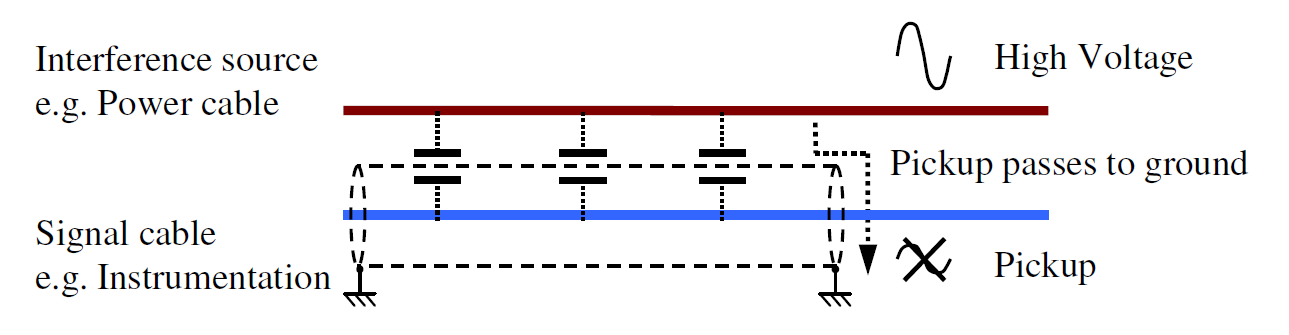 Interference source
e.g. Power cable
High Voltage
Pickup passes to ground
Signal cable
e.g. Instrumentation
Pickup